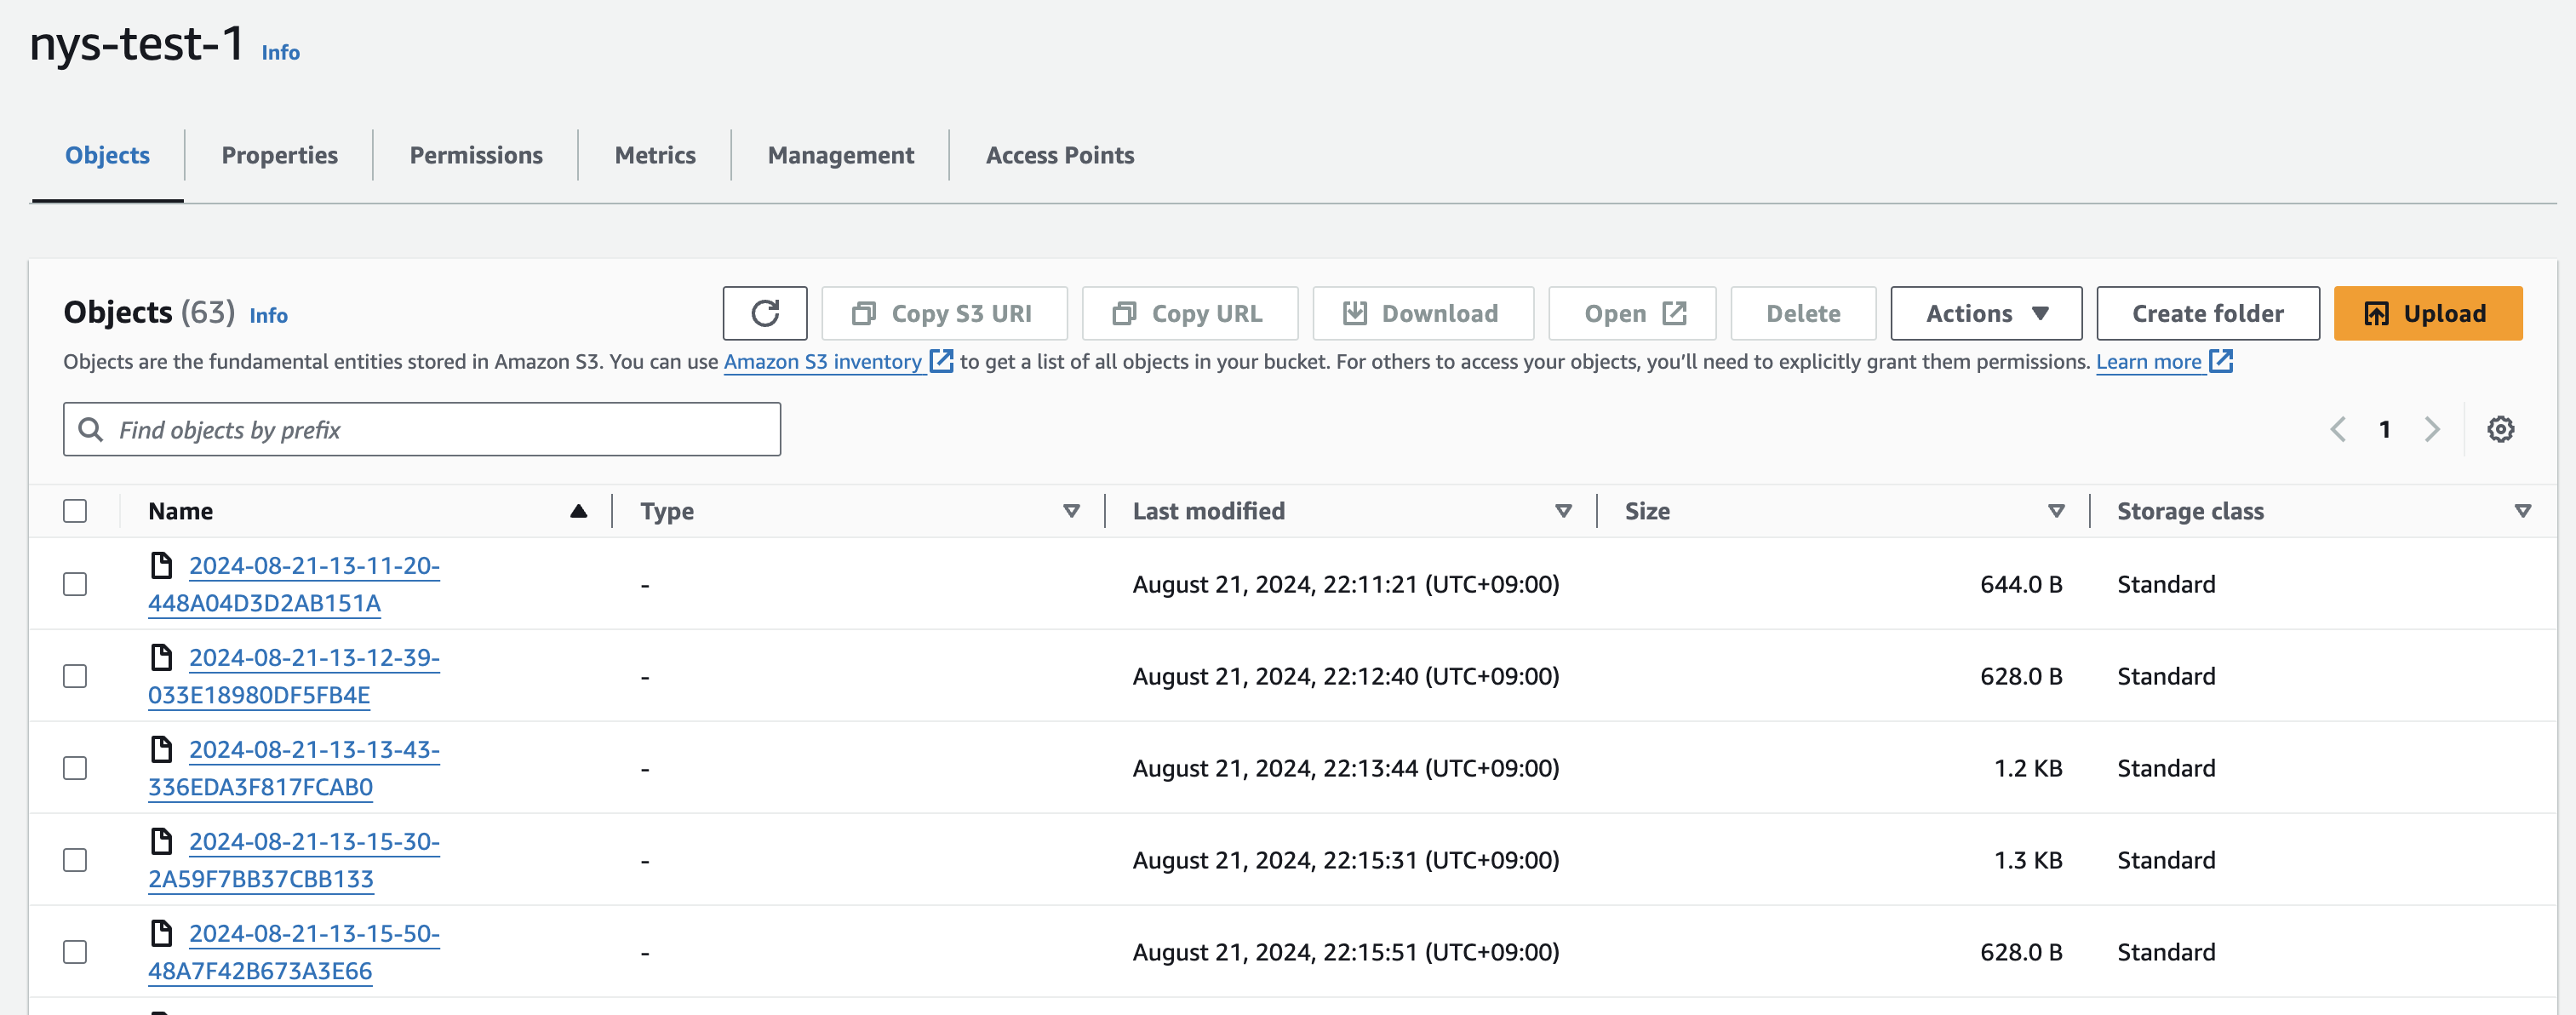 nys-test-1 Info
Objects Properties Permissions Metrics Management Access Points
Objects (63) Info Copy S3 URI Copy URL Download Open Delete Actions Create folder Upload
Objects are the fundamental entities stored in Amazon S3. You can use Amazon S3 inventory to get a list of all objects in your bucket. For others to access your objects, you’ll need to explicitly grant them permissions. Learn more
Find objects by prefix 1
Name Type Last modified Size Storage class
2024-08-21-13-11-20-
448A04D3D2AB151A
- August 21, 2024, 22:11:21 (UTC+09:00) 644.0 B Standard
2024-08-21-13-12-39-
033E18980DF5FB4E
- August 21, 2024, 22:12:40 (UTC+09:00) 628.0 B Standard
2024-08-21-13-13-43-
336EDA3F817FCAB0
- August 21, 2024, 22:13:44 (UTC+09:00) 1.2 KB Standard
2024-08-21-13-15-30-
2A59F7BB37CBB133
- August 21, 2024, 22:15:31 (UTC+09:00) 1.3 KB Standard
2024-08-21-13-15-50-
48A7F42B673A3E66
- August 21, 2024, 22:15:51 (UTC+09:00) 628.0 B Standard